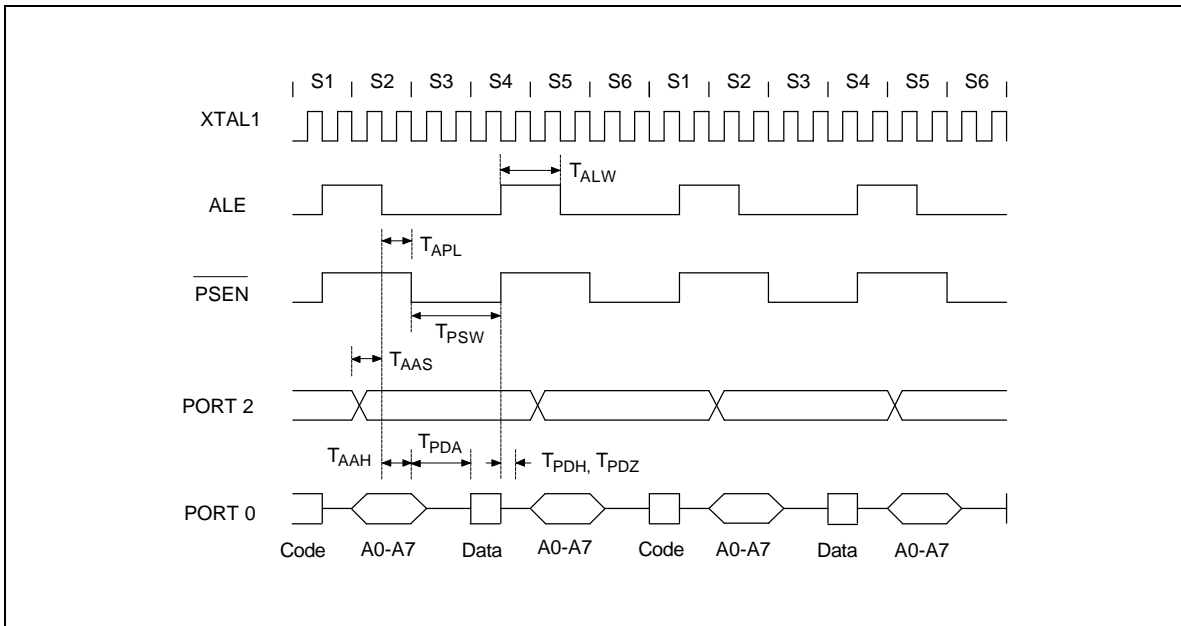 S1 S2 S3 S4 S5 S6 S1 S2 S3 S4 S5 S6
XTAL1
TALW
ALE
TAPL
PSEN
TPSW
TAAS
PORT 2
TAAH TPDA TPDH, TPDZ
PORT 0
Code A0-A7 Data A0-A7 Code A0-A7 Data A0-A7